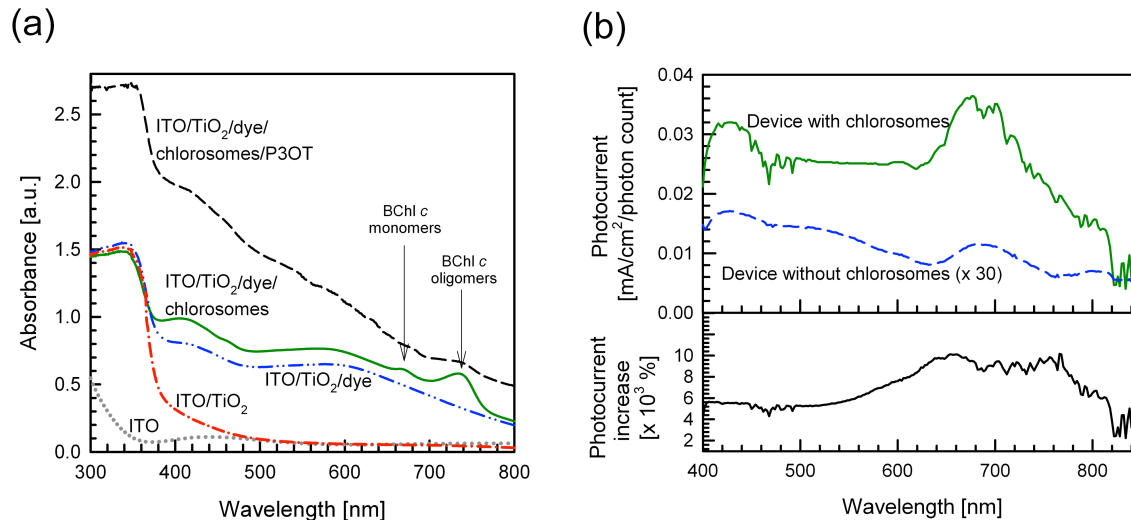 (a)
(b)
Absorbance [a.u.]
2.5
2.0
1.5
1.0
0.5
0.0
300 400 500 600 700 800
Wavelength [nm]
ITO/TiO2/dye/
chlorosomes/P3OT
BChl c
monomers
BChl c
oligomers
ITO/TiO2/dye/
chlorosomes
ITO/TiO2/dye
ITO/TiO2
ITO
Photocurrent
[mA/cm2/photon count]
0.04
0.03
0.02
0.01
0.00
Device with chlorosomes
Device without chlorosomes (x 30)
Photocurrent
increase
[x 10³ %]
10
8
6
4
2
400 500 600 700 800
Wavelength [nm]